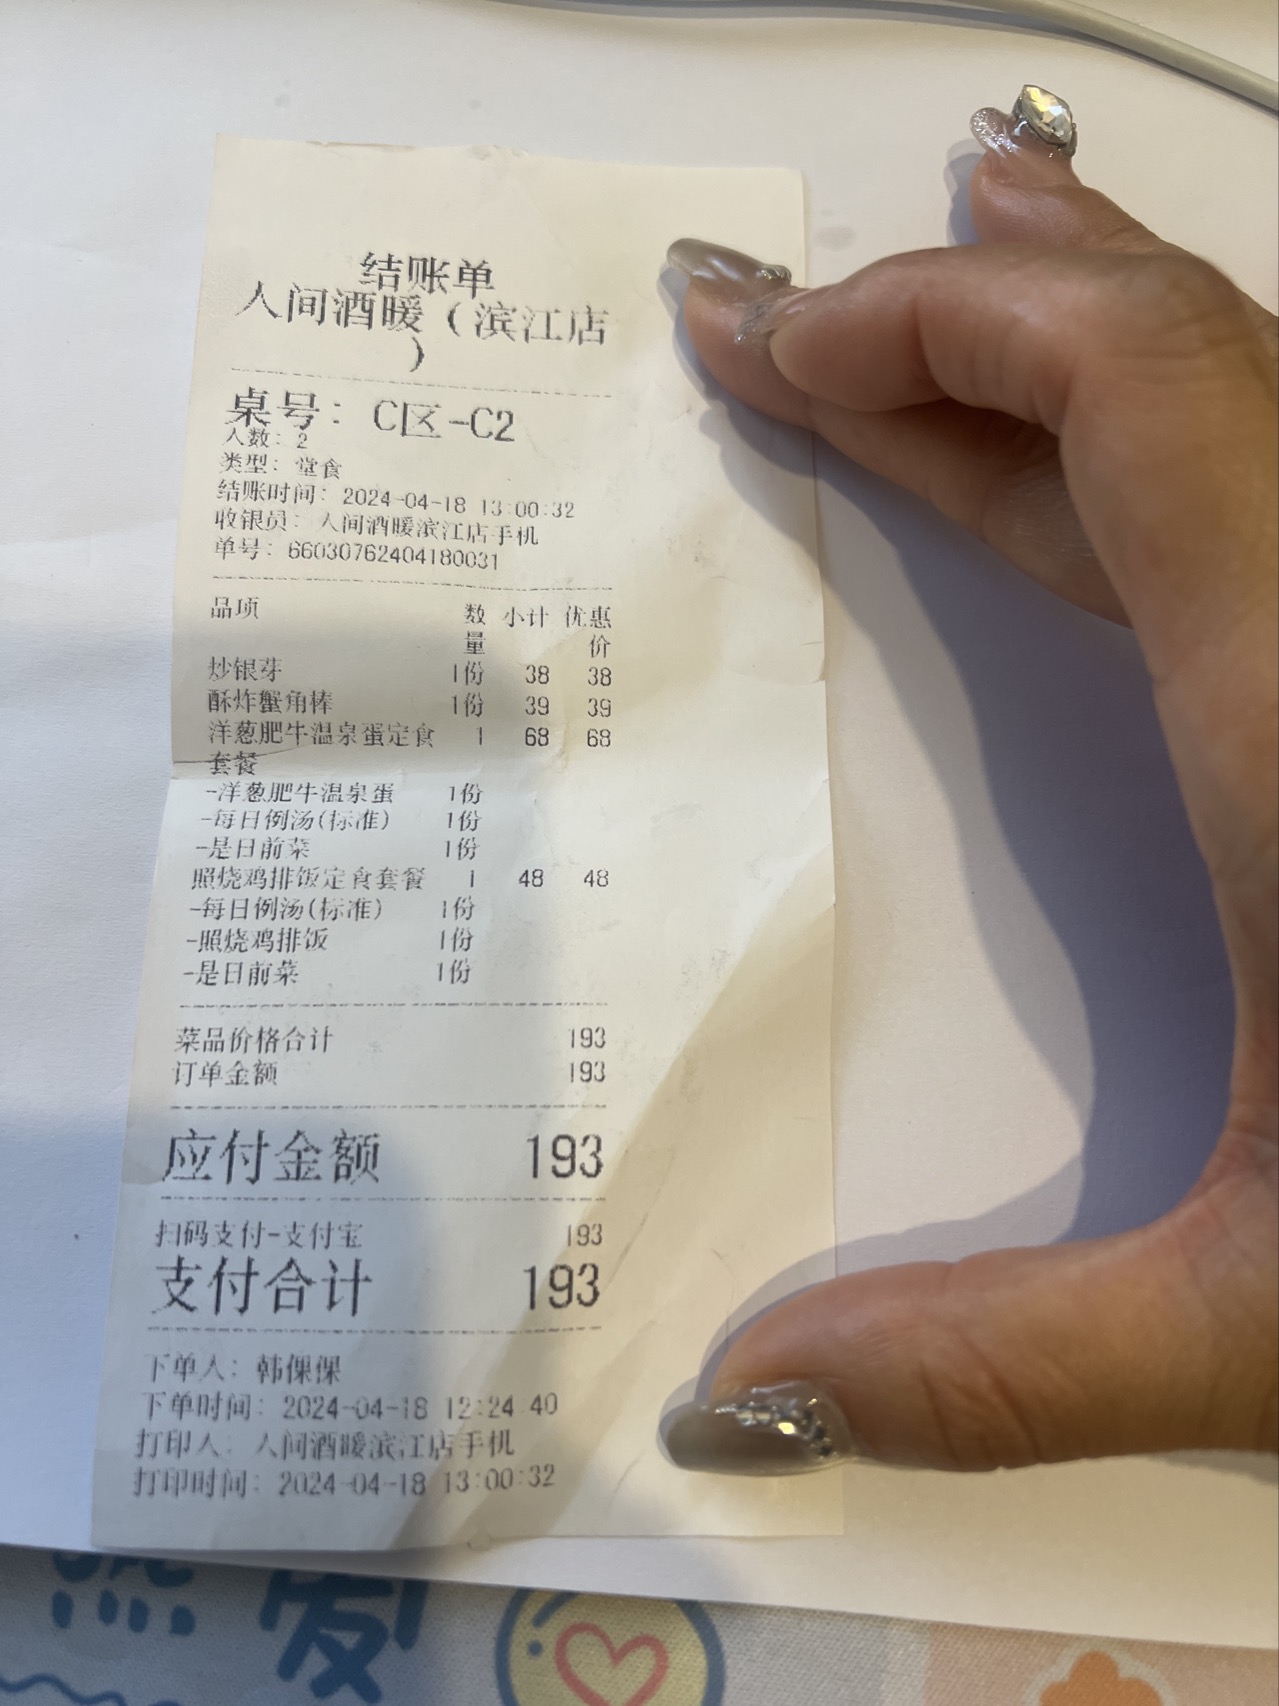 结账单
人间酒暖（滨江店
）
桌号：C区-C2
人数：2
类型：堂食
结账时间：2024-04-18 13:00:32
收银员：人间酒暖滨江店手机
单号：66030762404180031
品项 数量 小计 优惠价
炒银芽 1份 38 38
酥炸蟹角棒 1份 39 39
洋葱肥牛温泉蛋定食 1 68 68
套餐
-洋葱肥牛温泉蛋 1份
-每日例汤(标准) 1份
-是日前菜 1份
照烧鸡排饭定食套餐 1 48 48
-每日例汤(标准) 1份
-照烧鸡排饭 1份
-是日前菜 1份
菜品价格合计 193
订单金额 193
应付金额 193
扫码支付-支付宝 193
支付合计 193
下单人：韩倮倮
下单时间：2024-04-18 12:24:40
打印人：人间酒暖滨江店手机
打印时间：2024-04-18 13:00:32